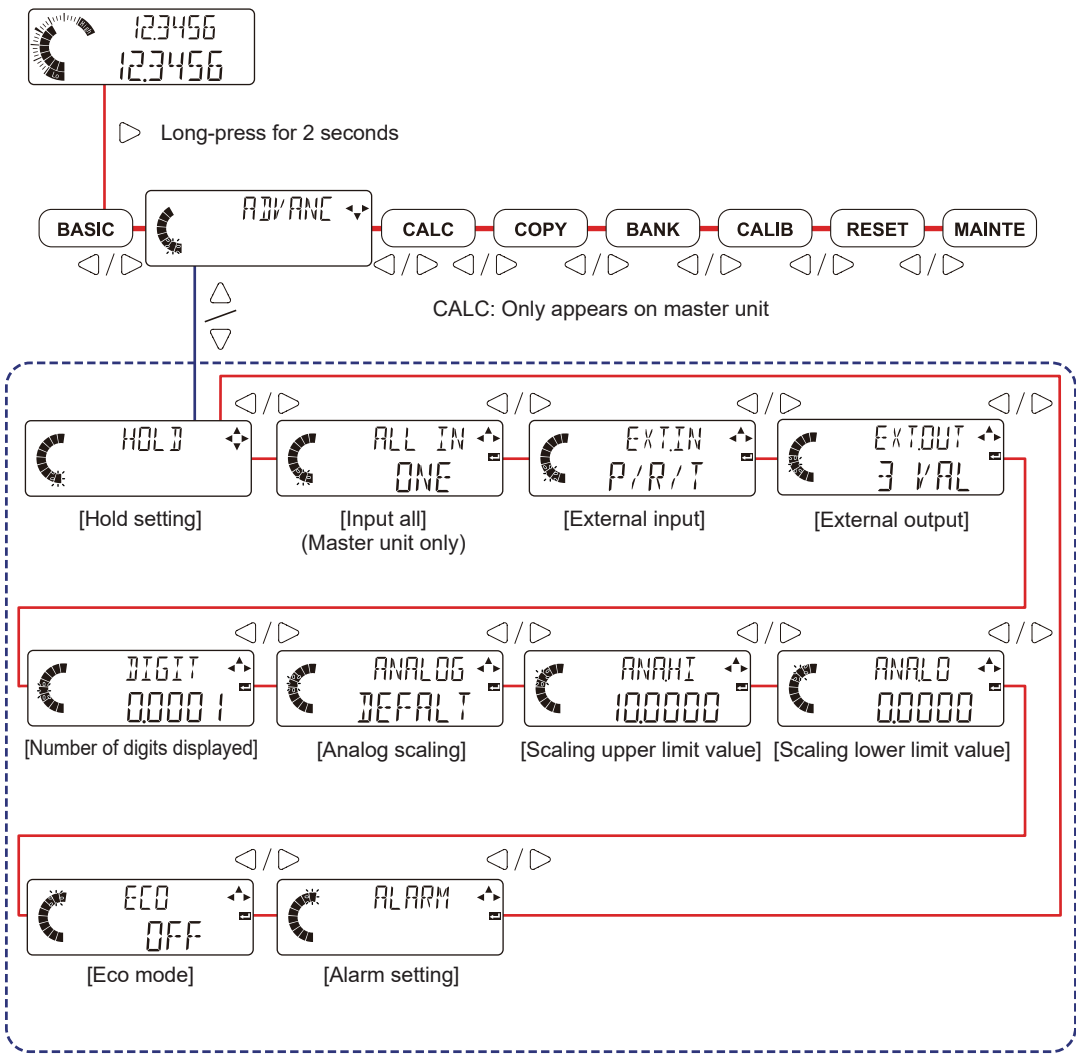 12.3456
12.3456
Long-press for 2 seconds
BASIC
ADVANC
CALC
COPY
BANK
CALIB
RESET
MAINTE
CALC: Only appears on master unit
HOLD
ALL IN
ONE
EXT.IN
P/R/T
EXT.OUT
3 VAL
[Hold setting]
[Input all]
(Master unit only)
[External input]
[External output]
DIGIT
0.0001
ANALOG
DEFALT
ANA.HI
10.0000
ANA.LO
0.0000
[Number of digits displayed]
[Analog scaling]
[Scaling upper limit value]
[Scaling lower limit value]
ECO
OFF
ALARM
[Eco mode]
[Alarm setting]